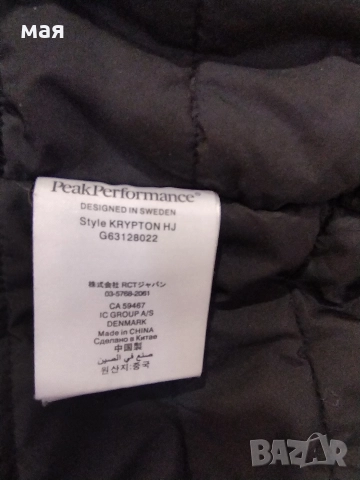 мая
PeakPerformance®
DESIGNED IN SWEDEN
Style KRYPTON HJ
G63128022
株式会社 RCTジャパン
03-5768-2061
CA 59467
IC GROUP A/S
DENMARK
Made in CHINA
Сделано в Китае
中国製
صنع في الصين
원산지: 중국
BAZAR